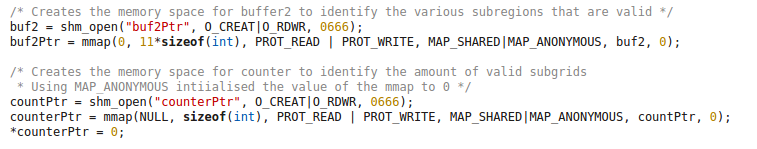 /* Creates the memory space for buffer2 to identify the various subregions that are valid */
buf2 = shm_open("buf2Ptr", O_CREAT|O_RDWR, 0666);
buf2Ptr = mmap(0, 11*sizeof(int), PROT_READ | PROT_WRITE, MAP_SHARED|MAP_ANONYMOUS, buf2, 0);
/* Creates the memory space for counter to identify the amount of valid subgrids
* Using MAP_ANONYMOUS intiialised the value of the mmap to 0 */
countPtr = shm_open("counterPtr", O_CREAT|O_RDWR, 0666);
counterPtr = mmap(NULL, sizeof(int), PROT_READ | PROT_WRITE, MAP_SHARED|MAP_ANONYMOUS, countPtr, 0);
*counterPtr = 0;